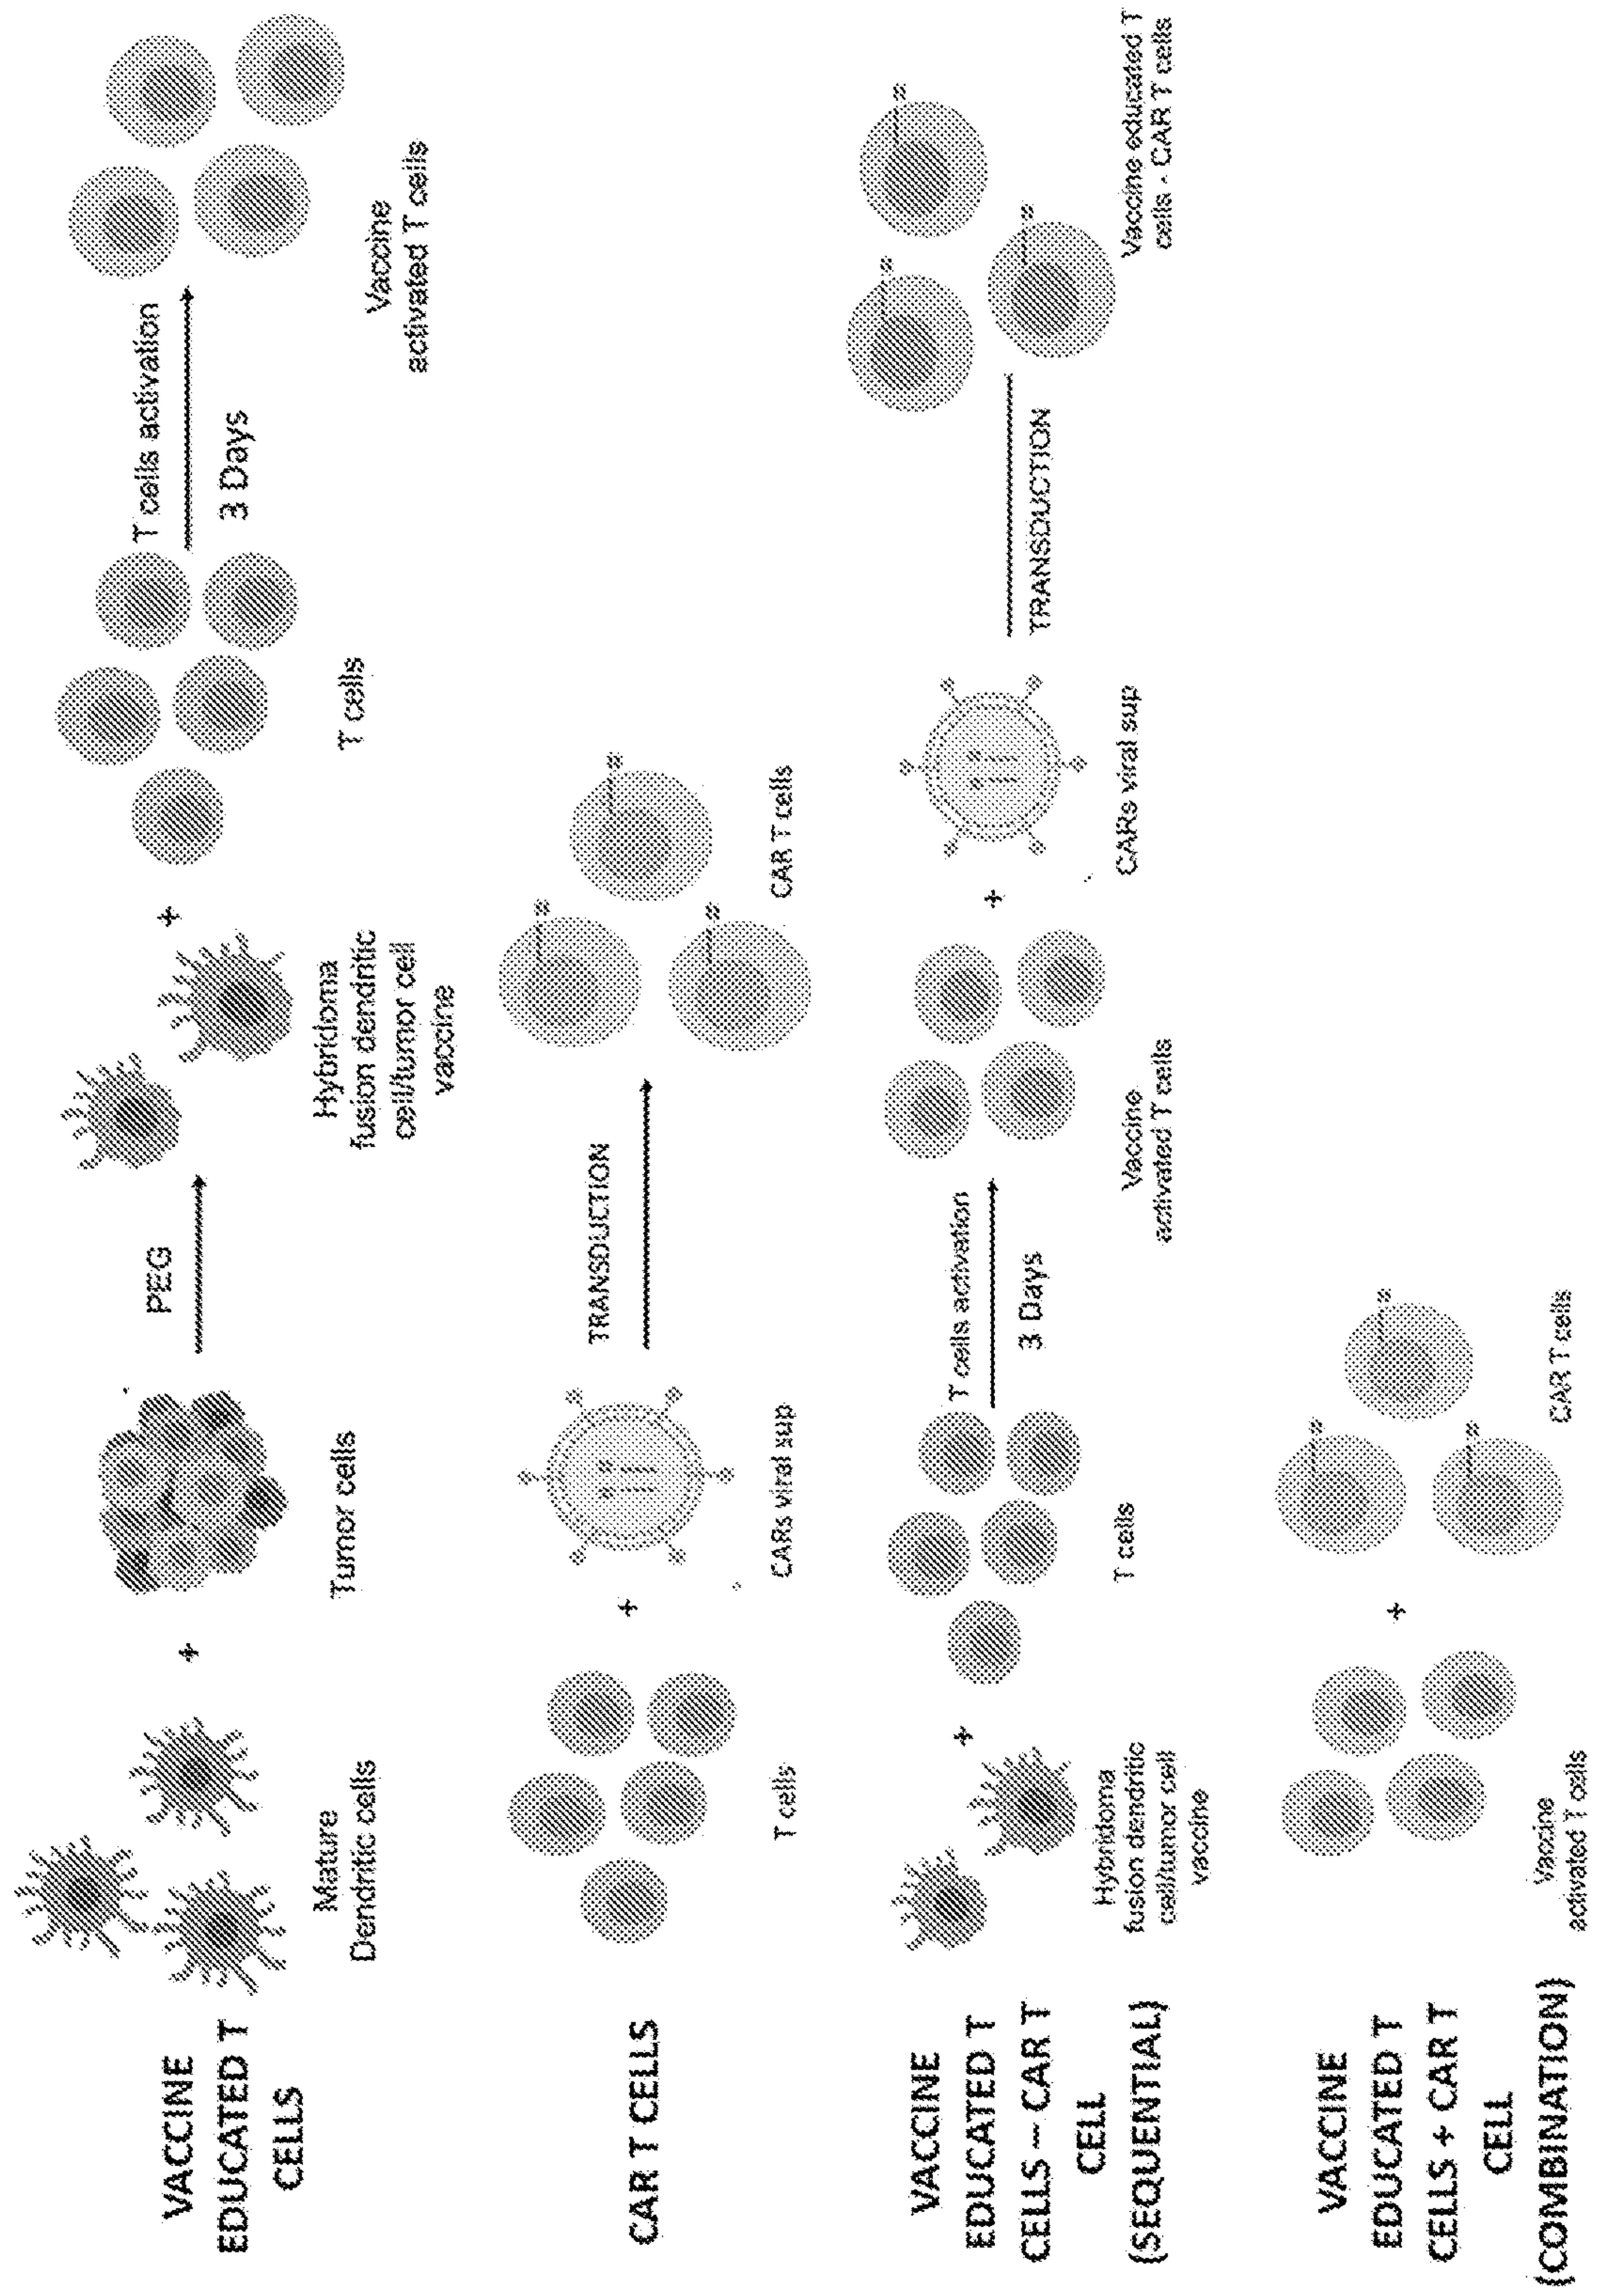 VACCINE
EDUCATED T
CELLS
Mature
Dendritic cells
+
Tumor cells
PEG
Hybridoma
fusion dendritic
cell/tumor cell
vaccine
+
T cells
T cells activation
3 Days
Vaccine
activated T cells
CAR T CELLS
T cells
+
CARs viral sup
TRANSDUCTION
CAR T cells
VACCINE
EDUCATED T
CELLS – CAR T
CELL
(SEQUENTIAL)
Hybridoma
fusion dendritic
cell/tumor cell
vaccine
+
T cells
T cells activation
3 Days
Vaccine
activated T cells
+
CARs viral sup
TRANSDUCTION
Vaccine educated T
cells - CAR T cells
VACCINE
EDUCATED T
CELLS + CAR T
CELL
(COMBINATION)
Vaccine
activated T cells
+
CAR T cells